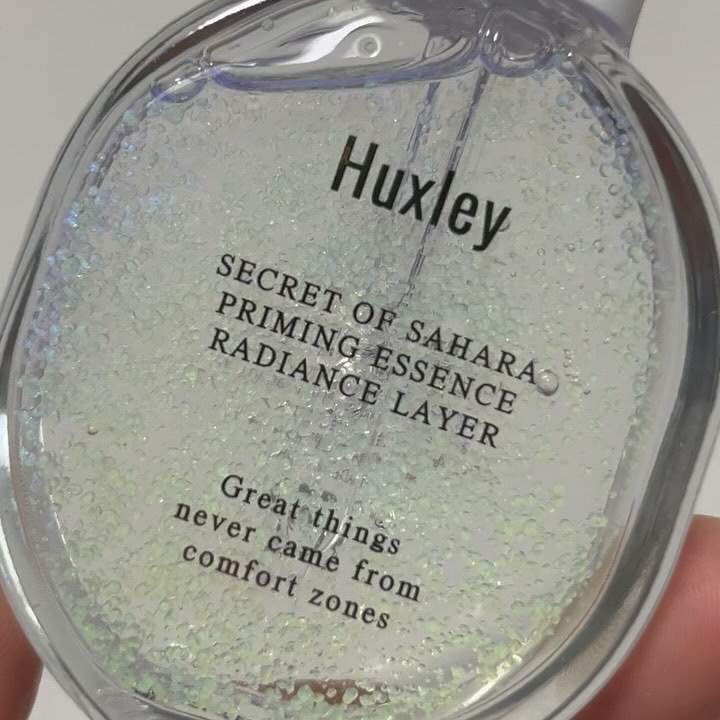 Huxley
SECRET OF SAHARA
PRIMING ESSENCE
RADIANCE LAYER
Great things
never came from
comfort zones